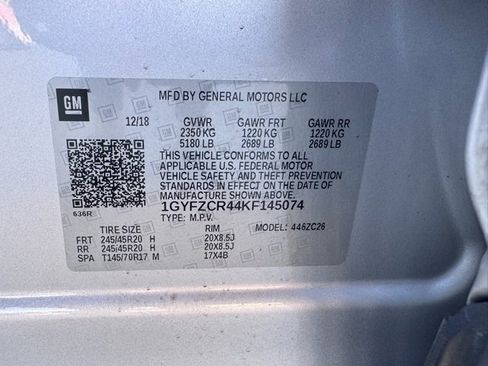 GM
MFD BY GENERAL MOTORS LLC
12/18 GVWR GAWR FRT GAWR RR
2350 KG 1220 KG 1220 KG
5180 LB 2689 LB 2689 LB
THIS VEHICLE CONFORMS TO ALL
APPLICABLE U.S. FEDERAL MOTOR
VEHICLE SAFETY AND THEFT PREVENTION
STANDARDS IN EFFECT ON THE DATE OF
MANUFACTURE SHOWN ABOVE.
1GYFZCR44KF145074
636R TYPE: M.P.V.
TIRE SIZE RIM MODEL: 446ZC26
FRT 245/45R20 H 20X8.5J
RR 245/45R20 H 20X8.5J
SPA T145/70R17 M 17X4B